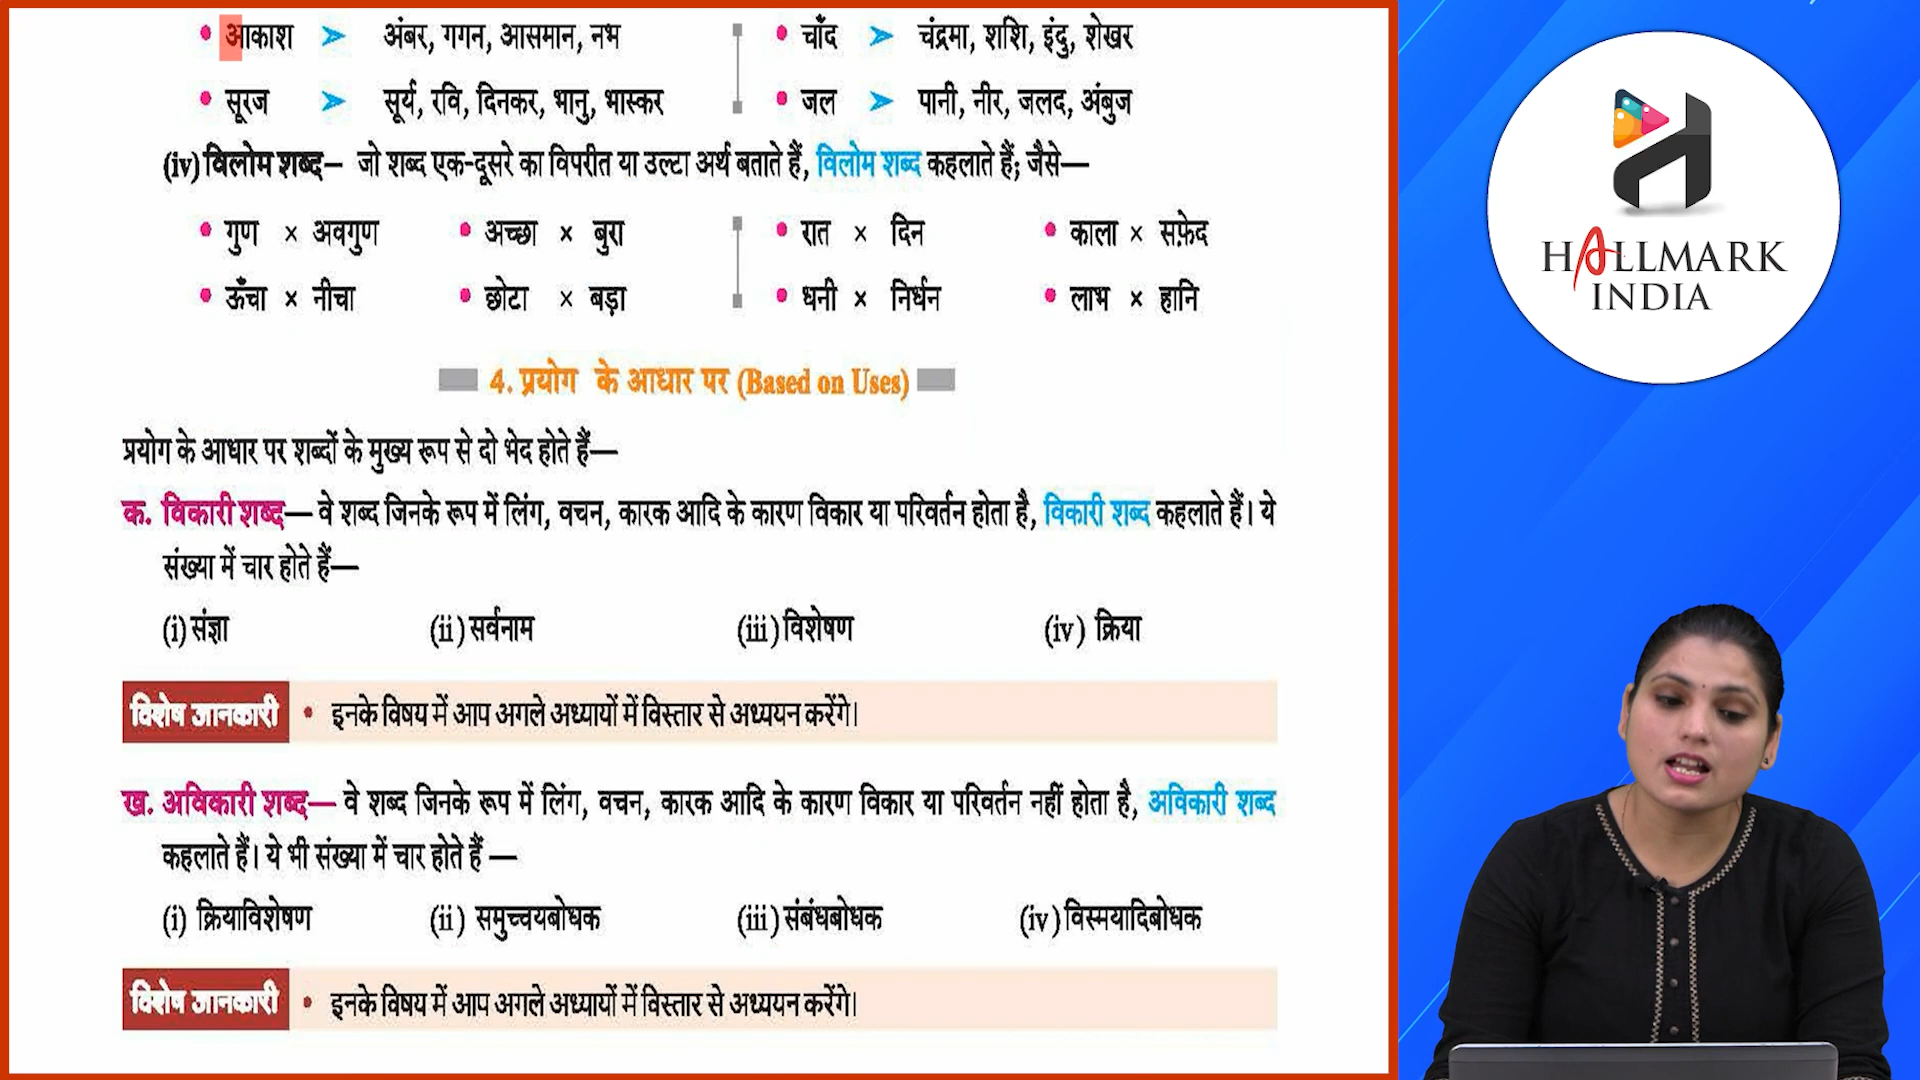 • आकाश ➤ अंबर, गगन, आसमान, नभ • चाँद ➤ चंद्रमा, शशि, इंदु, शेखर
• सूरज ➤ सूर्य, रवि, दिनकर, भानु, भास्कर • जल ➤ पानी, नीर, जलद, अंबुज
(iv) विलोम शब्द— जो शब्द एक-दूसरे का विपरीत या उल्टा अर्थ बताते हैं, विलोम शब्द कहलाते हैं; जैसे—
• गुण × अवगुण • अच्छा × बुरा • रात × दिन • काला × सफ़ेद
• ऊँचा × नीचा • छोटा × बड़ा • धनी × निर्धन • लाभ × हानि
4. प्रयोग के आधार पर (Based on Uses)
प्रयोग के आधार पर शब्दों के मुख्य रूप से दो भेद होते हैं—
क. विकारी शब्द— वे शब्द जिनके रूप में लिंग, वचन, कारक आदि के कारण विकार या परिवर्तन होता है, विकारी शब्द कहलाते हैं। ये
संख्या में चार होते हैं—
(i) संज्ञा (ii) सर्वनाम (iii) विशेषण (iv) क्रिया
विशेष जानकारी • इनके विषय में आप अगले अध्यायों में विस्तार से अध्ययन करेंगे।
ख. अविकारी शब्द— वे शब्द जिनके रूप में लिंग, वचन, कारक आदि के कारण विकार या परिवर्तन नहीं होता है, अविकारी शब्द
कहलाते हैं। ये भी संख्या में चार होते हैं —
(i) क्रियाविशेषण (ii) समुच्चयबोधक (iii) संबंधबोधक (iv) विस्मयादिबोधक
विशेष जानकारी • इनके विषय में आप अगले अध्यायों में विस्तार से अध्ययन करेंगे।
HALLMARK
INDIA